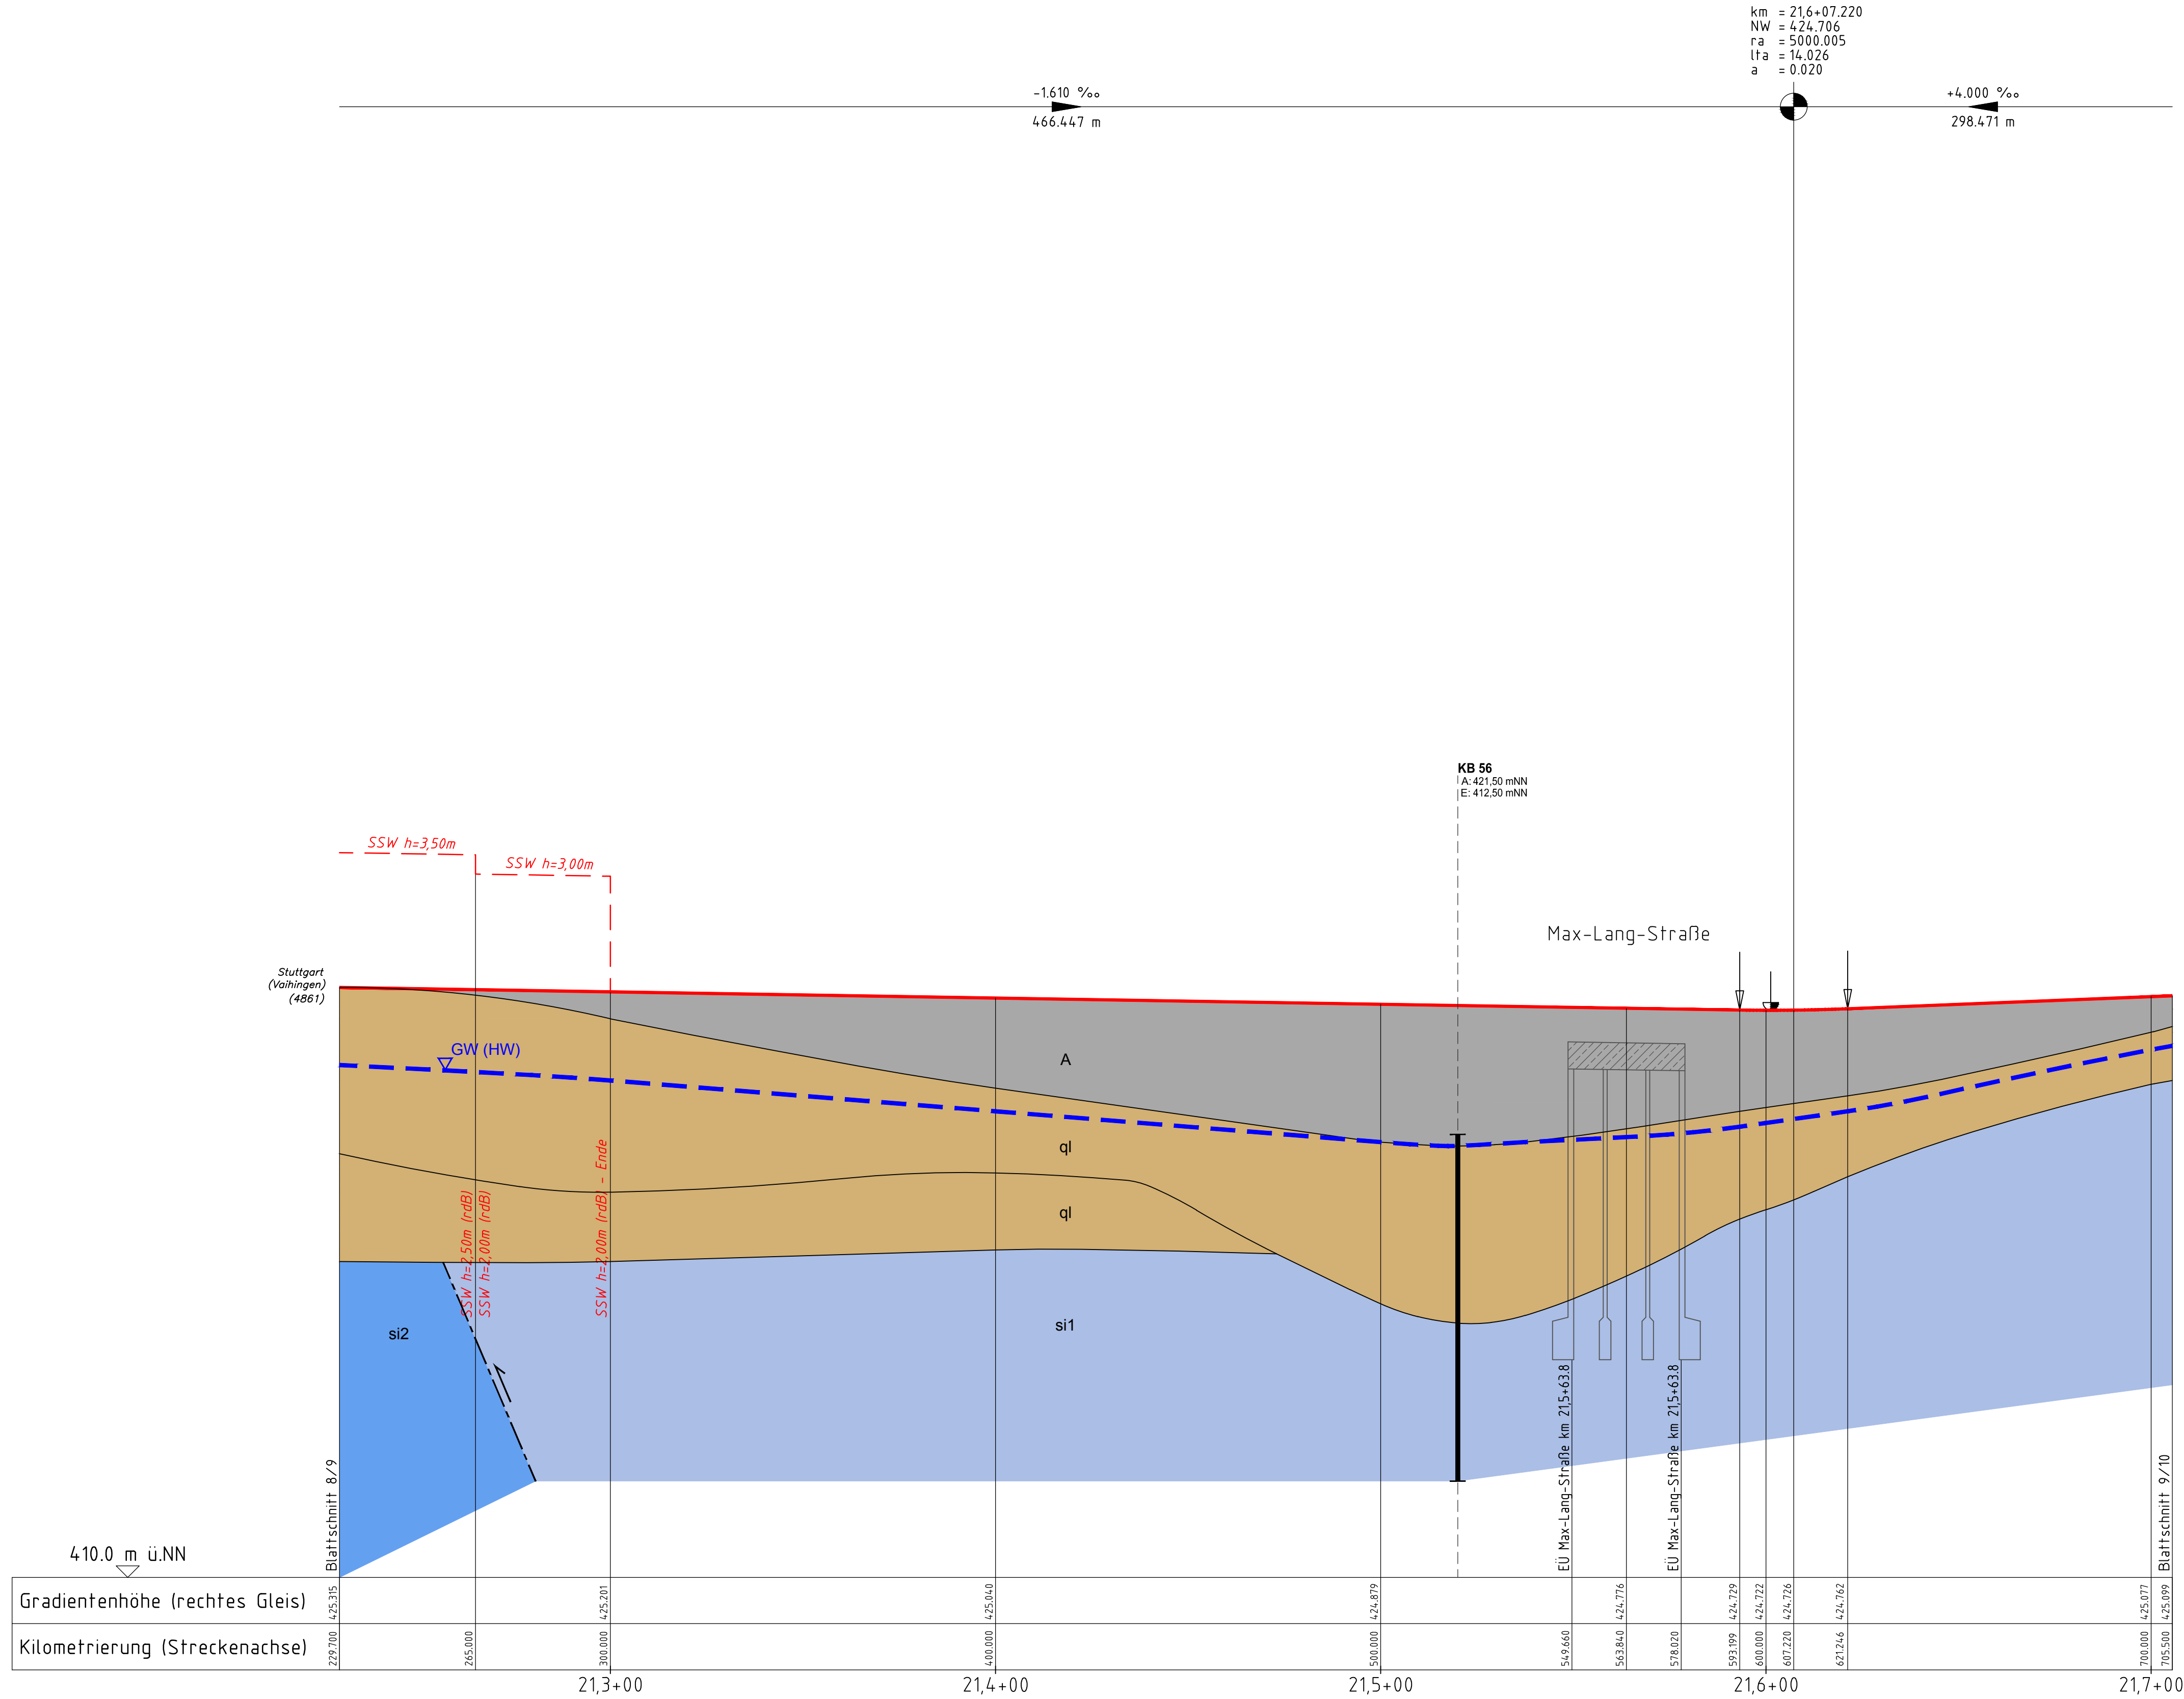 km = 21,6+07.220
NW = 424.706
ra = 5000.005
lta = 14.026
a = 0.020
-1.610 ‰
466.447 m
+4.000 ‰
298.471 m
KB 56
A: 421,50 mNN
E: 412,50 mNN
SSW h=3,50m
SSW h=3,00m
Max-Lang-Straße
Stuttgart
(Vaihingen)
(4861)
GW (HW)
A
ql
ql
si2
si1
SSW h=2,50m (rdB)
SSW h=2,00m (rdB)
SSW h=2,00m (rdB) - Ende
EÜ Max-Lang-Straße km 21,5+63.8
EÜ Max-Lang-Straße km 21,5+63.8
Blattschnitt 8/9
Blattschnitt 9/10
410.0 m ü.NN
Gradientenhöhe (rechtes Gleis)
425.315
425.201
425.040
424.879
424.776
424.729
424.722
424.726
424.762
425.077
425.099
Kilometrierung (Streckenachse)
229.700
265.000
300.000
400.000
500.000
549.660
563.840
578.020
593.199
600.000
607.220
621.246
700.000
705.500
21,3+00
21,4+00
21,5+00
21,6+00
21,7+00